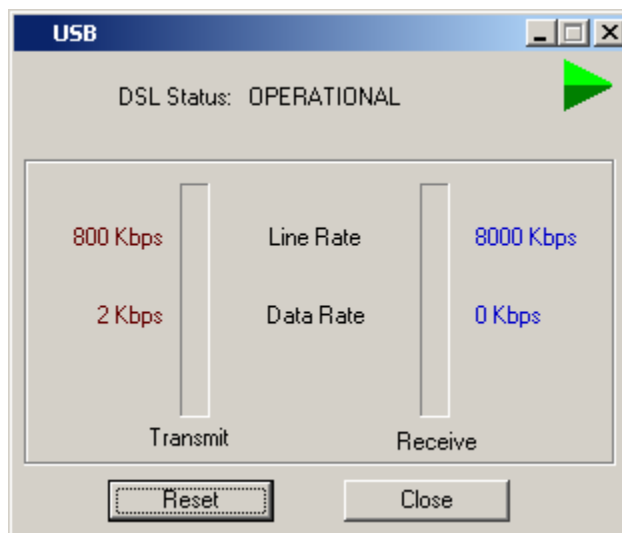 USB
DSL Status: OPERATIONAL
800 Kbps Line Rate 8000 Kbps
2 Kbps Data Rate 0 Kbps
Transmit Receive
Reset Close